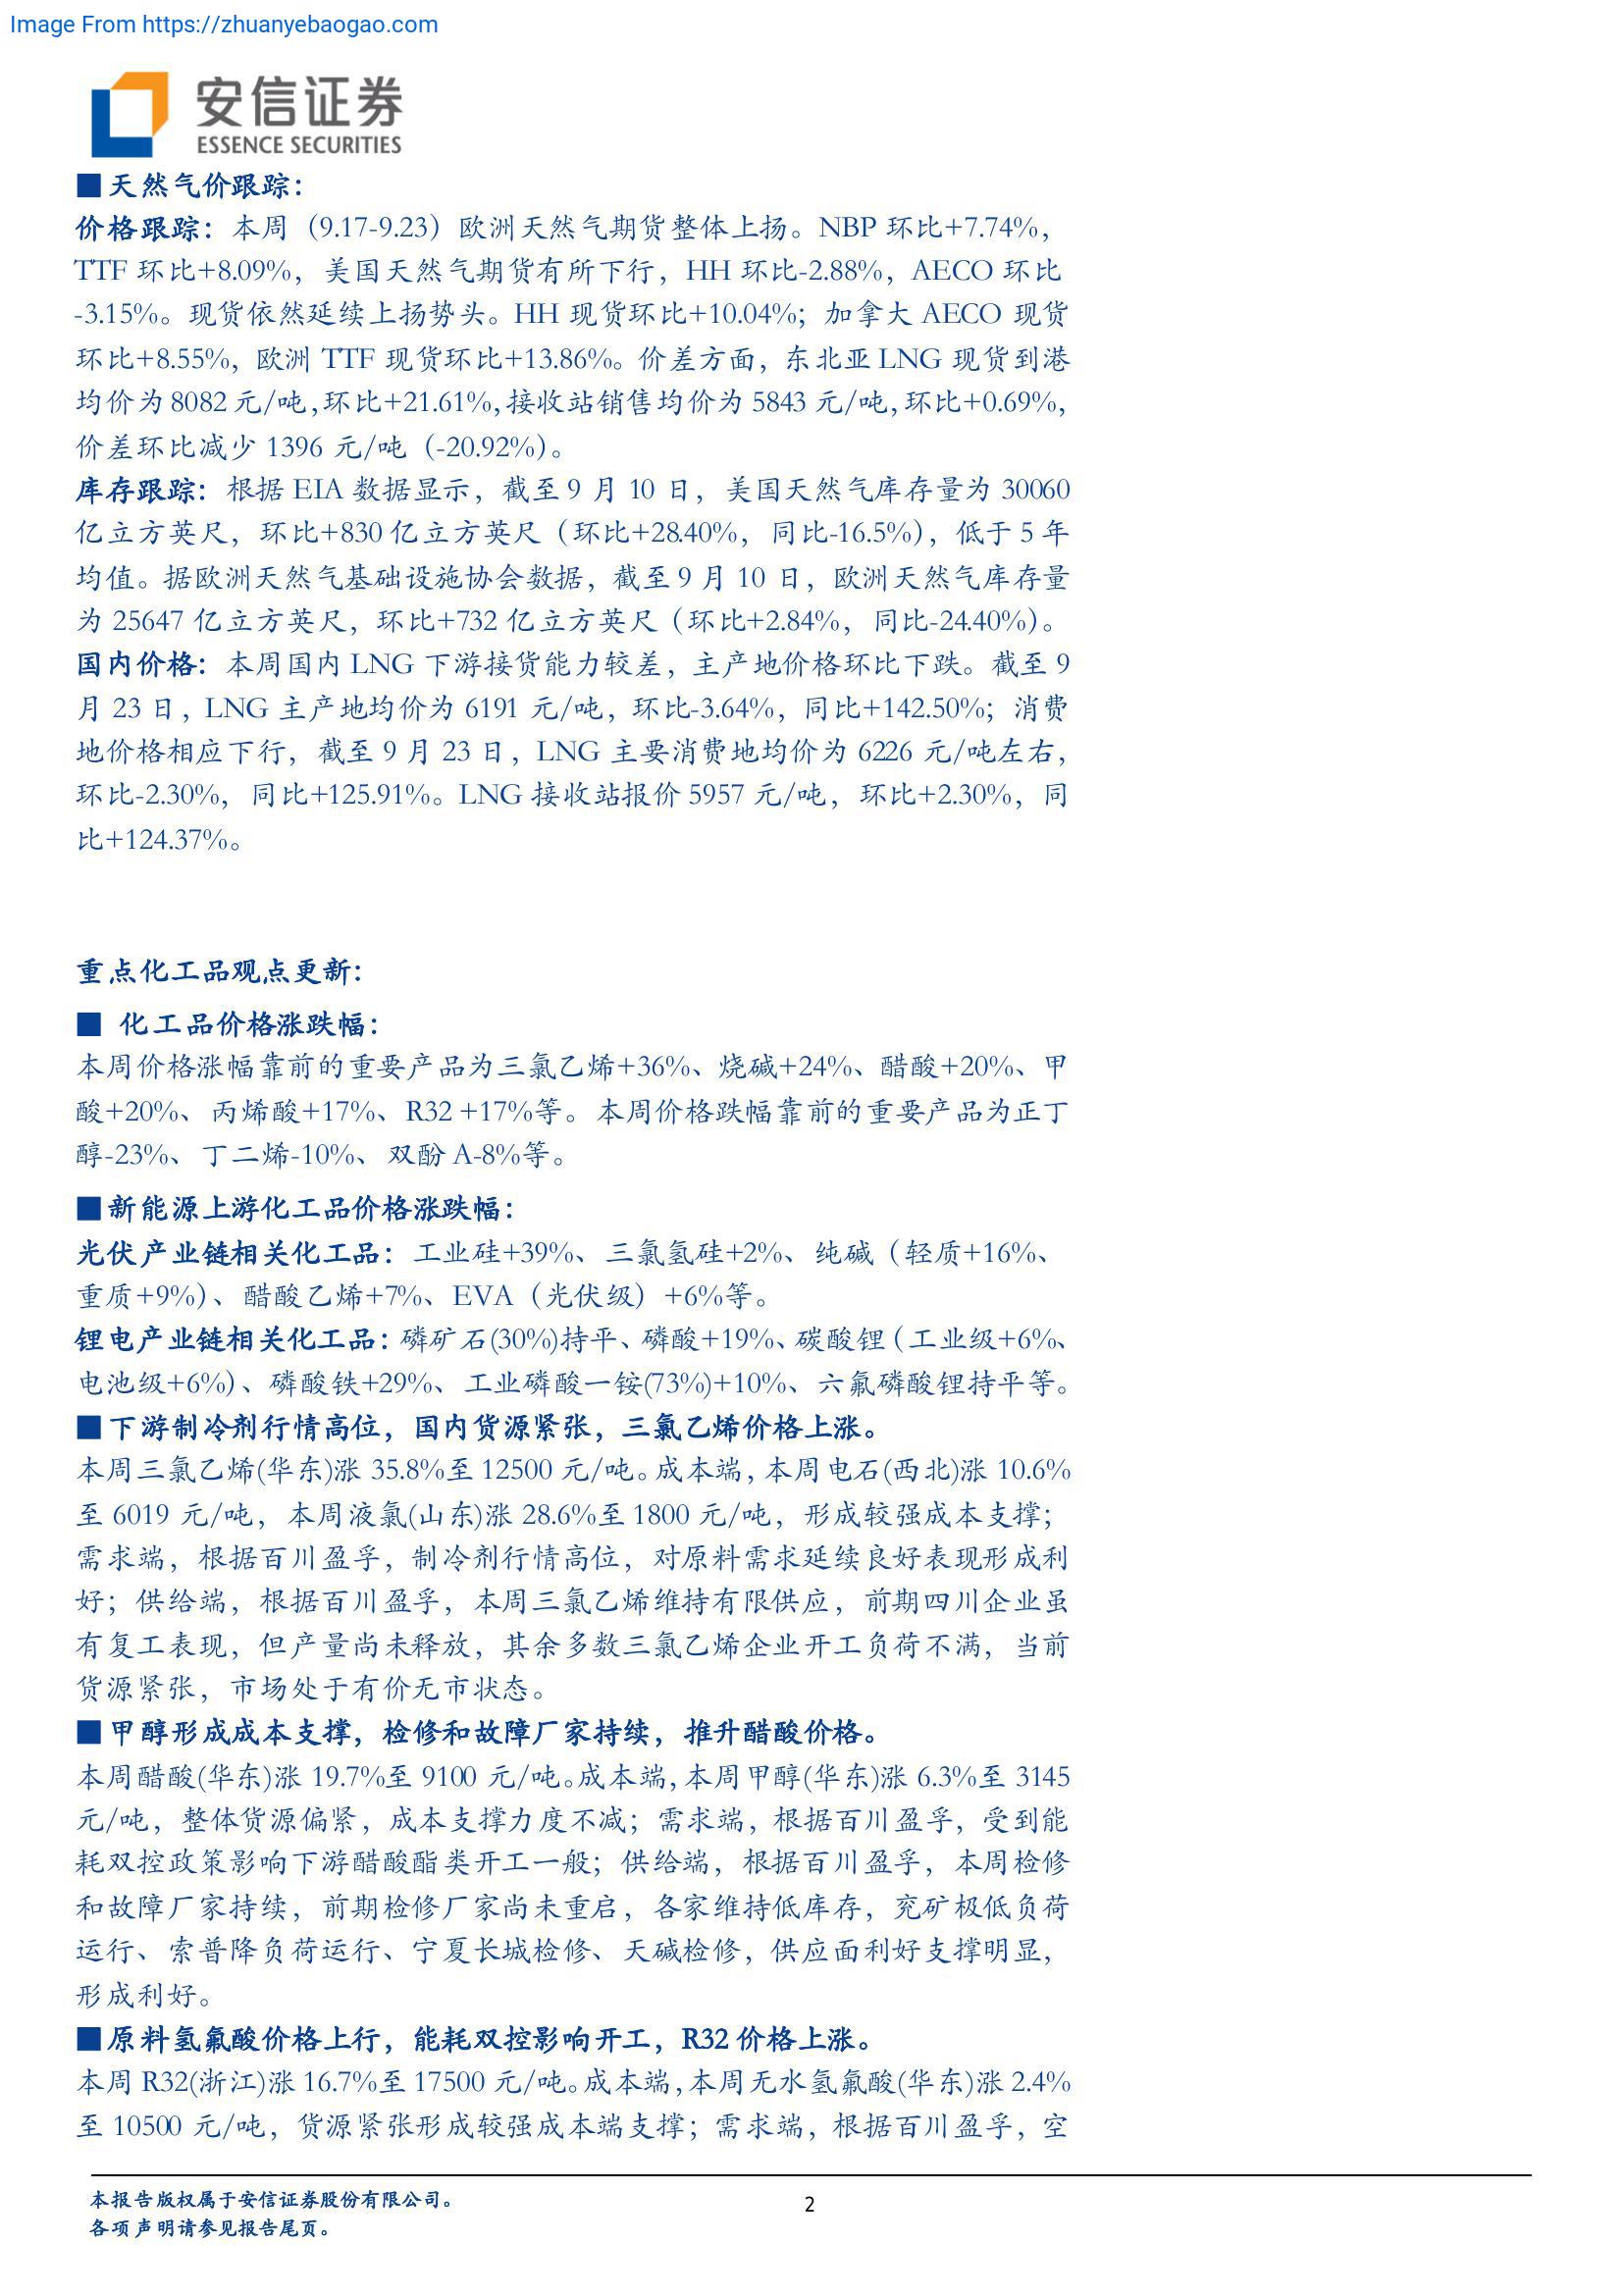 Image From https://zhuanyebaogao.com
安信证券
ESSENCE SECURITIES
■天然气价跟踪：
价格跟踪：本周（9.17-9.23）欧洲天然气期货整体上扬。NBP 环比+7.74%，
TTF 环比+8.09%，美国天然气期货有所下行，HH 环比-2.88%，AECO 环比
-3.15%。现货依然延续上扬势头。HH 现货环比+10.04%；加拿大 AECO 现货
环比+8.55%，欧洲 TTF 现货环比+13.86%。价差方面，东北亚 LNG 现货到港
均价为 8082 元/吨，环比+21.61%，接收站销售均价为 5843 元/吨，环比+0.69%，
价差环比减少 1396 元/吨（-20.92%）。
库存跟踪：根据 EIA 数据显示，截至 9 月 10 日，美国天然气库存量为 30060
亿立方英尺，环比+830 亿立方英尺（环比+28.40%，同比-16.5%），低于 5 年
均值。据欧洲天然气基础设施协会数据，截至 9 月 10 日，欧洲天然气库存量
为 25647 亿立方英尺，环比+732 亿立方英尺（环比+2.84%，同比-24.40%）。
国内价格：本周国内 LNG 下游接货能力较差，主产地价格环比下跌。截至 9
月 23 日，LNG 主产地均价为 6191 元/吨，环比-3.64%，同比+142.50%；消费
地价格相应下行，截至 9 月 23 日，LNG 主要消费地均价为 6226 元/吨左右，
环比-2.30%，同比+125.91%。LNG 接收站报价 5957 元/吨，环比+2.30%，同
比+124.37%。
重点化工品观点更新：
■ 化工品价格涨跌幅：
本周价格涨幅靠前的重要产品为三氯乙烯+36%、烧碱+24%、醋酸+20%、甲
酸+20%、丙烯酸+17%、R32 +17%等。本周价格跌幅靠前的重要产品为正丁
醇-23%、丁二烯-10%、双酚 A-8%等。
■新能源上游化工品价格涨跌幅：
光伏产业链相关化工品：工业硅+39%、三氯氢硅+2%、纯碱（轻质+16%、
重质+9%）、醋酸乙烯+7%、EVA（光伏级）+6%等。
锂电产业链相关化工品：磷矿石(30%)持平、磷酸+19%、碳酸锂（工业级+6%、
电池级+6%）、磷酸铁+29%、工业磷酸一铵(73%)+10%、六氟磷酸锂持平等。
■下游制冷剂行情高位，国内货源紧张，三氯乙烯价格上涨。
本周三氯乙烯(华东)涨 35.8%至 12500 元/吨。成本端，本周电石(西北)涨 10.6%
至 6019 元/吨，本周液氯(山东)涨 28.6%至 1800 元/吨，形成较强成本支撑；
需求端，根据百川盈孚，制冷剂行情高位，对原料需求延续良好表现形成利
好；供给端，根据百川盈孚，本周三氯乙烯维持有限供应，前期四川企业虽
有复工表现，但产量尚未释放，其余多数三氯乙烯企业开工负荷不满，当前
货源紧张，市场处于有价无市状态。
■甲醇形成成本支撑，检修和故障厂家持续，推升醋酸价格。
本周醋酸(华东)涨 19.7%至 9100 元/吨。成本端，本周甲醇(华东)涨 6.3%至 3145
元/吨，整体货源偏紧，成本支撑力度不减；需求端，根据百川盈孚，受到能
耗双控政策影响下游醋酸酯类开工一般；供给端，根据百川盈孚，本周检修
和故障厂家持续，前期检修厂家尚未重启，各家维持低库存，兖矿极低负荷
运行、索普降负荷运行、宁夏长城检修、天碱检修，供应面利好支撑明显，
形成利好。
■原料氢氟酸价格上行，能耗双控影响开工，R32 价格上涨。
本周 R32(浙江)涨 16.7%至 17500 元/吨。成本端，本周无水氢氟酸(华东)涨 2.4%
至 10500 元/吨，货源紧张形成较强成本端支撑；需求端，根据百川盈孚，空
本报告版权属于安信证券股份有限公司。
2
各项声明请参见报告尾页。